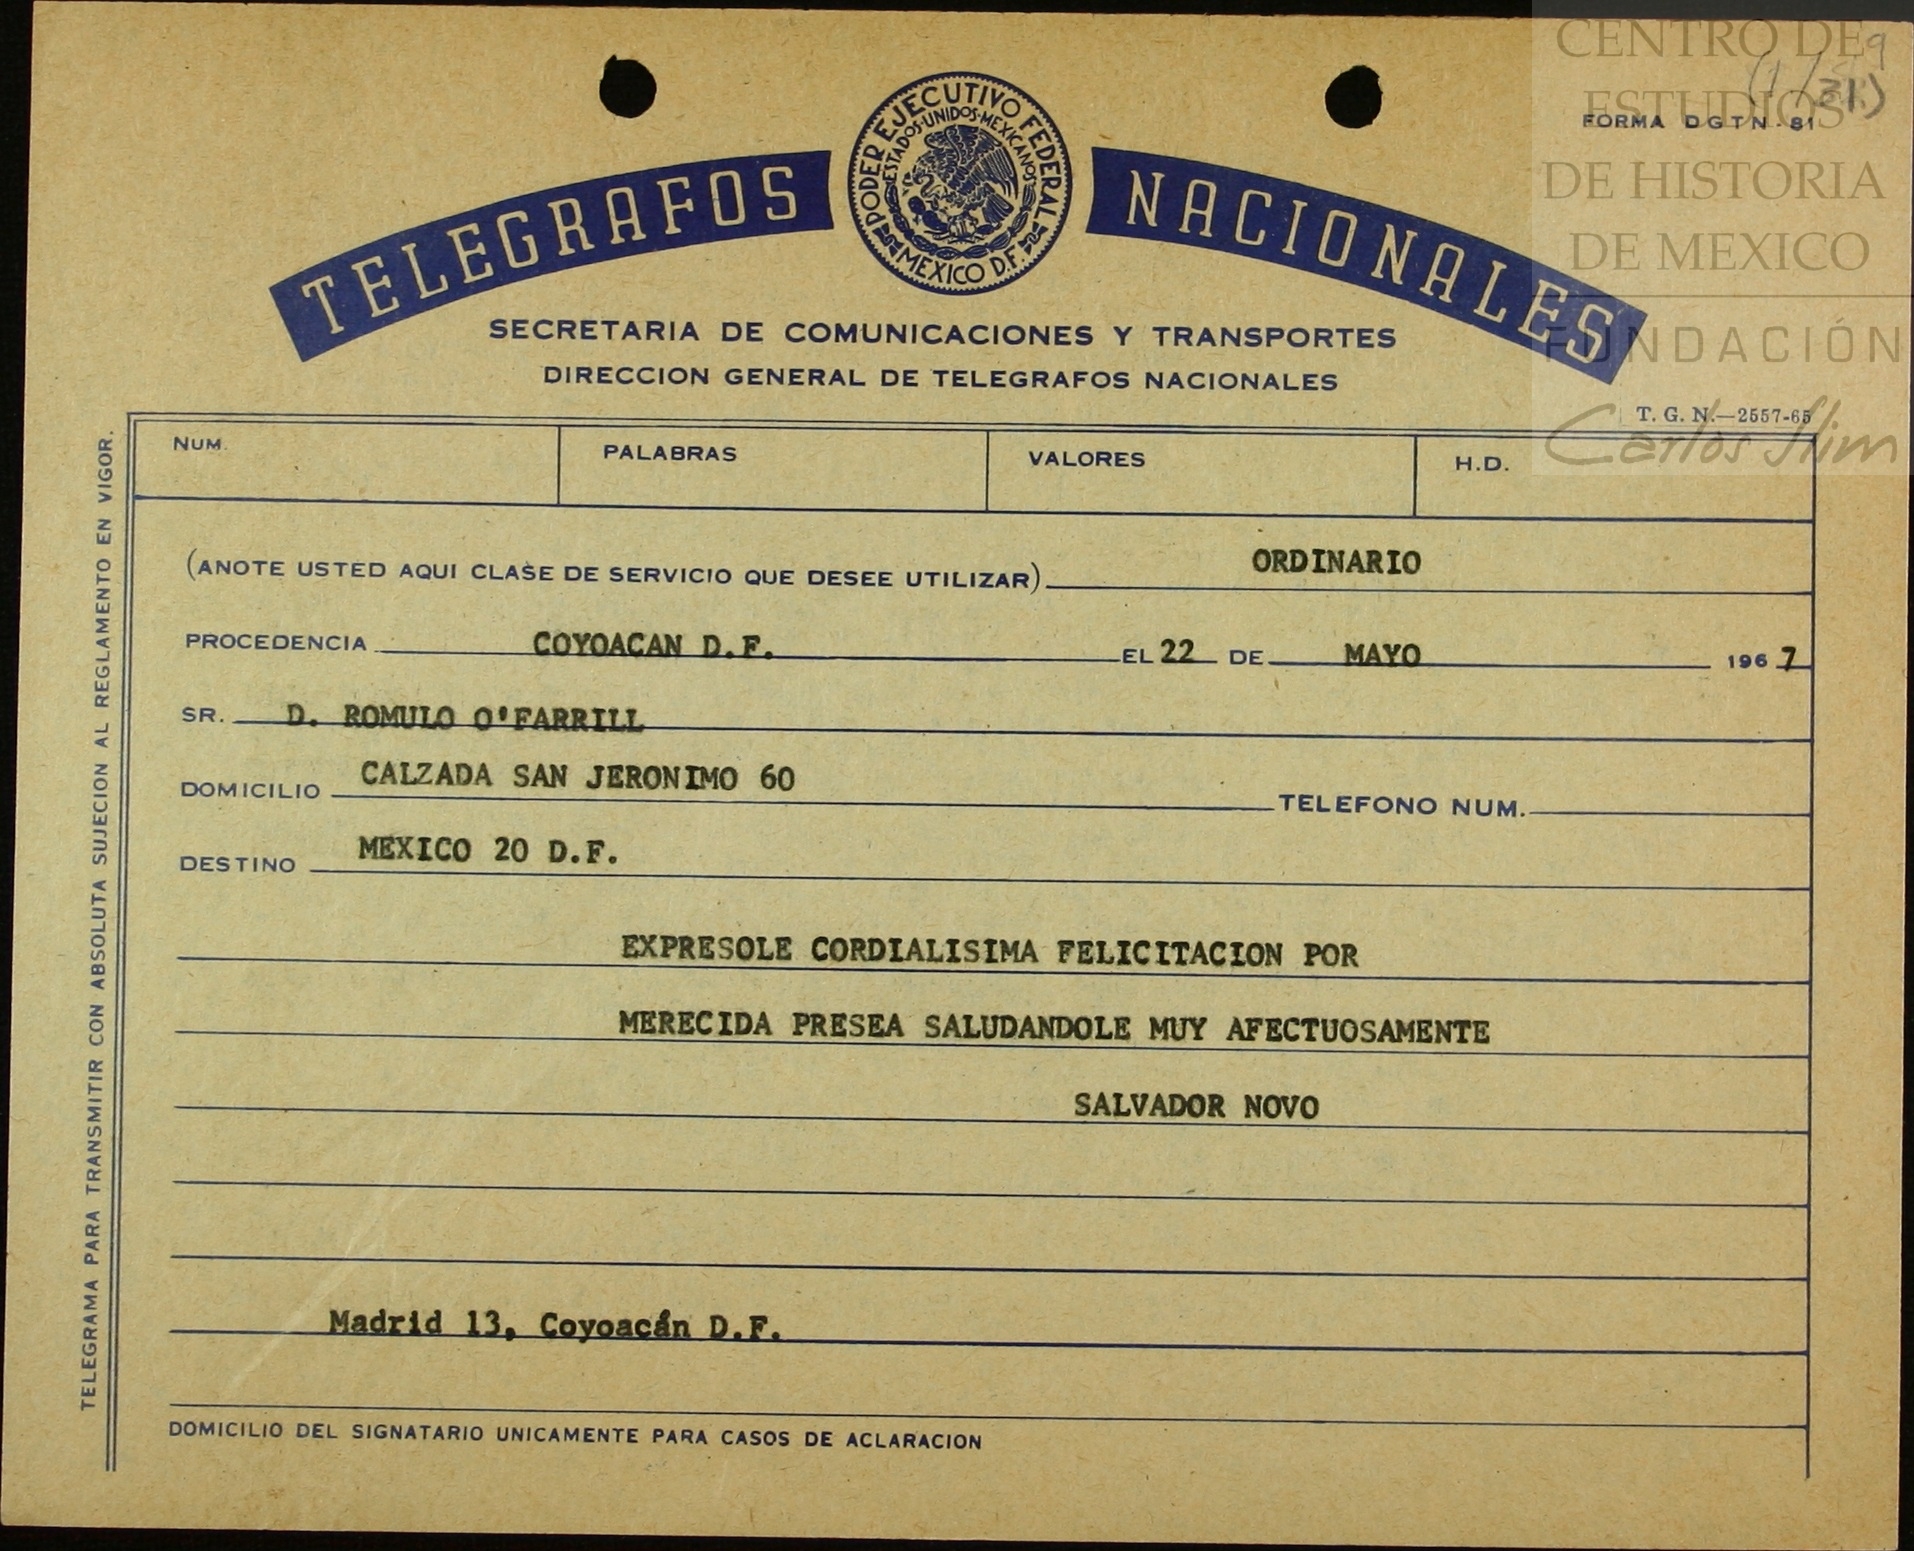 CENTRO DE
ESTUDIOS
DE HISTORIA
DE MEXICO
FUNDACIÓN
Carlos Slim
FORMA DGTN-81
TELEGRAFOS NACIONALES
PODER EJECUTIVO FEDERAL
ESTADOS·UNIDOS·MEXICANOS
MEXICO D.F.
SECRETARIA DE COMUNICACIONES Y TRANSPORTES
DIRECCION GENERAL DE TELEGRAFOS NACIONALES
T. G. N.—2557-65
NUM. PALABRAS VALORES H.D.
(ANOTE USTED AQUI CLASE DE SERVICIO QUE DESEE UTILIZAR) ORDINARIO
PROCEDENCIA COYOACAN D.F. EL 22 DE MAYO 1967
SR. D. ROMULO O'FARRILL
DOMICILIO CALZADA SAN JERONIMO 60 TELEFONO NUM.
DESTINO MEXICO 20 D.F.
EXPRESOLE CORDIALISIMA FELICITACION POR
MERECIDA PRESEA SALUDANDOLE MUY AFECTUOSAMENTE
SALVADOR NOVO
Madrid 13, Coyoacán D.F.
DOMICILIO DEL SIGNATARIO UNICAMENTE PARA CASOS DE ACLARACION
TELEGRAMA PARA TRANSMITIR CON ABSOLUTA SUJECION AL REGLAMENTO EN VIGOR.